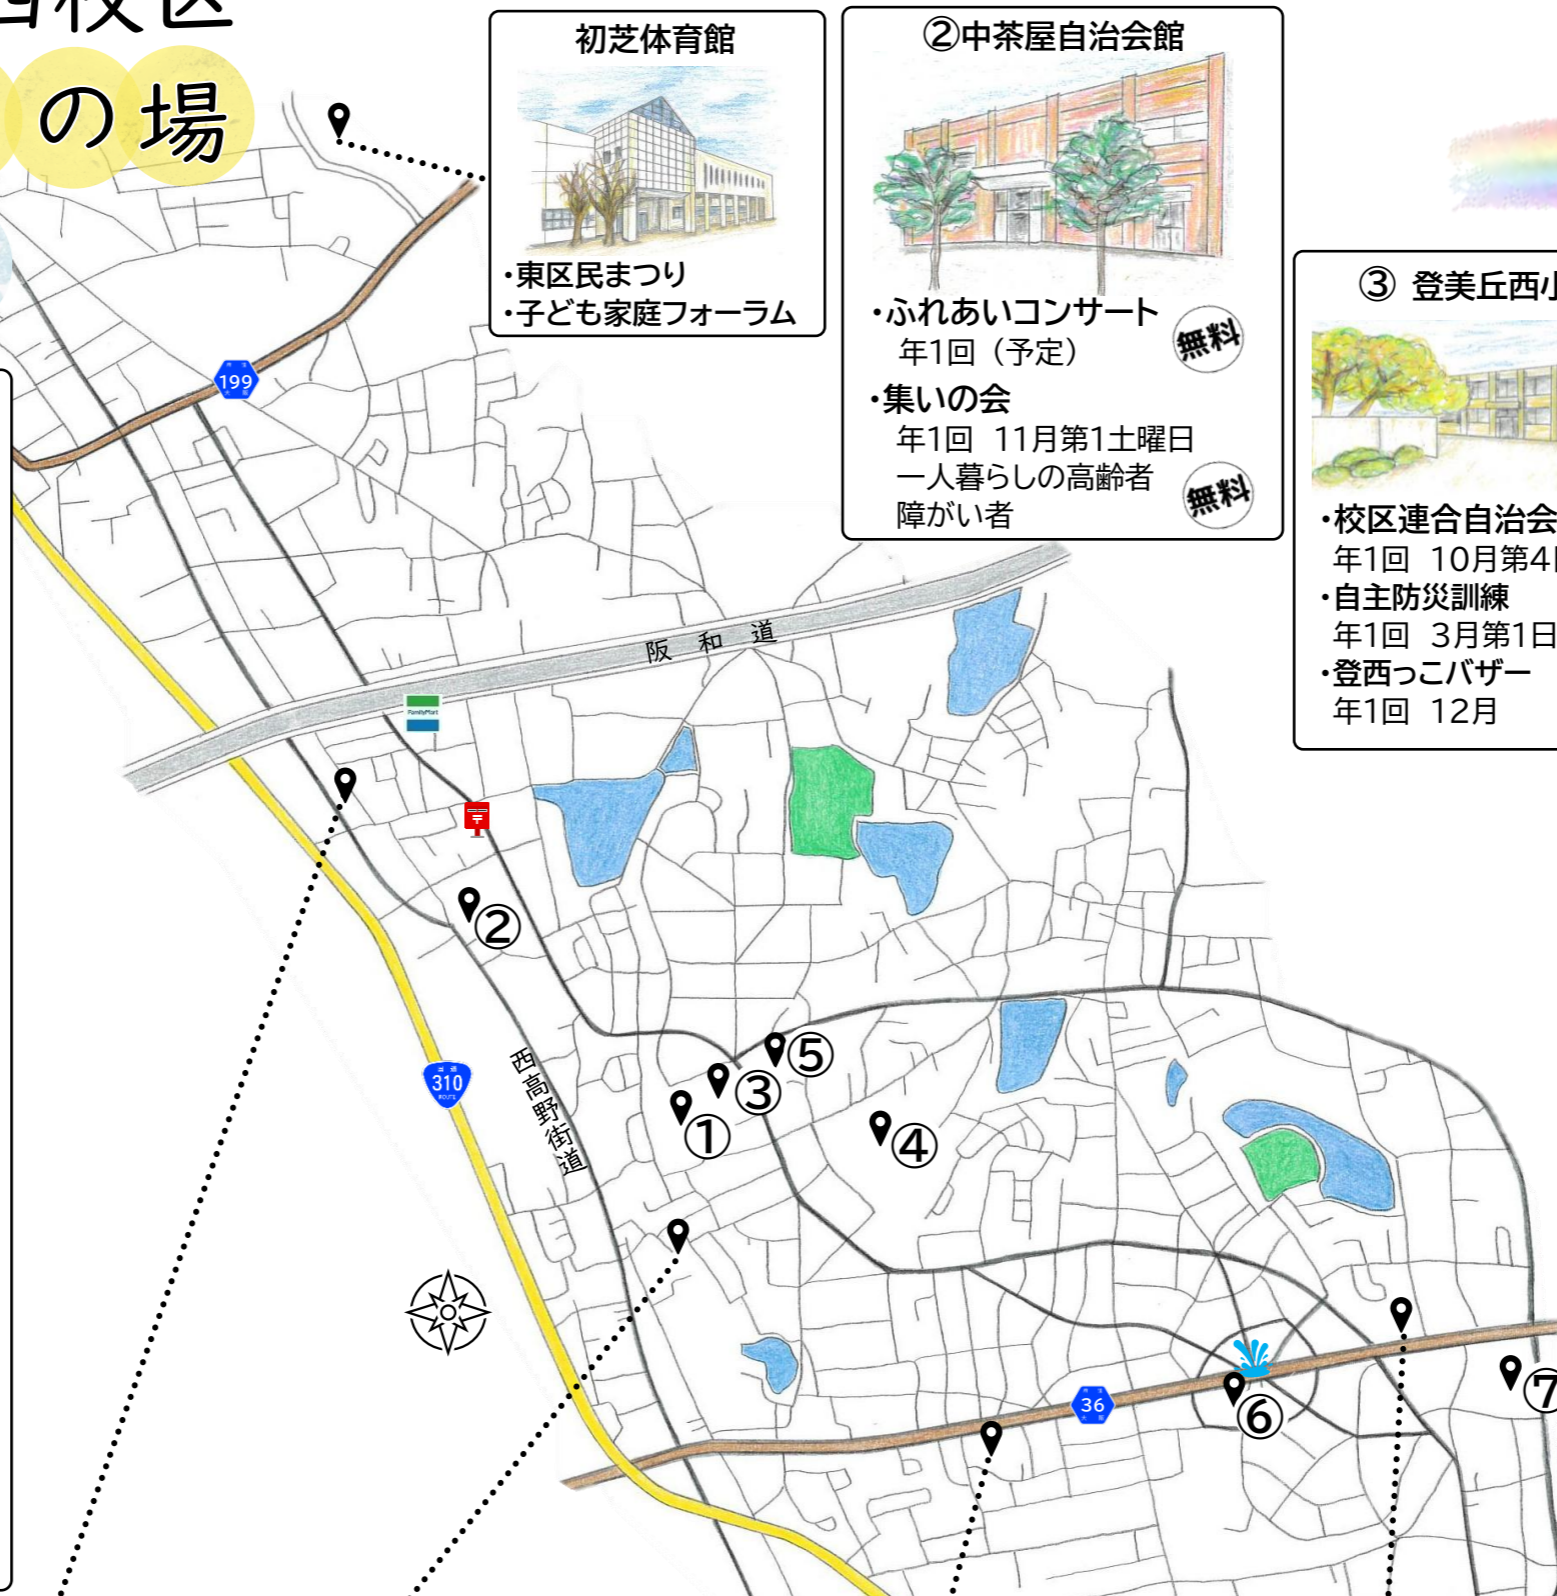 西校区
の場
初芝体育館
・東区民まつり
・子ども家庭フォーラム
②中茶屋自治会館
・ふれあいコンサート
年1回（予定）
無料
・集いの会
年1回 11月第1土曜日
一人暮らしの高齢者
障がい者
無料
③ 登美丘西小
・校区連合自治会
年1回 10月第4
・自主防災訓練
年1回 3月第1日
・登西っこバザー
年1回 12月
199
阪和道
FamilyMart
②
⑤
③
①
④
310
西高野街道
36
⑥
⑦